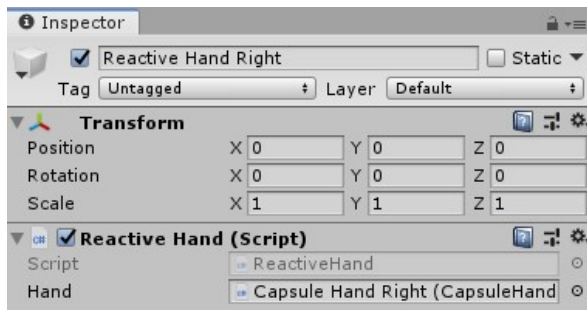 Inspector
Reactive Hand Right Static
Tag Untagged Layer Default
Transform
Position X 0 Y 0 Z 0
Rotation X 0 Y 0 Z 0
Scale X 1 Y 1 Z 1
Reactive Hand (Script)
Script ReactiveHand
Hand Capsule Hand Right (CapsuleHand